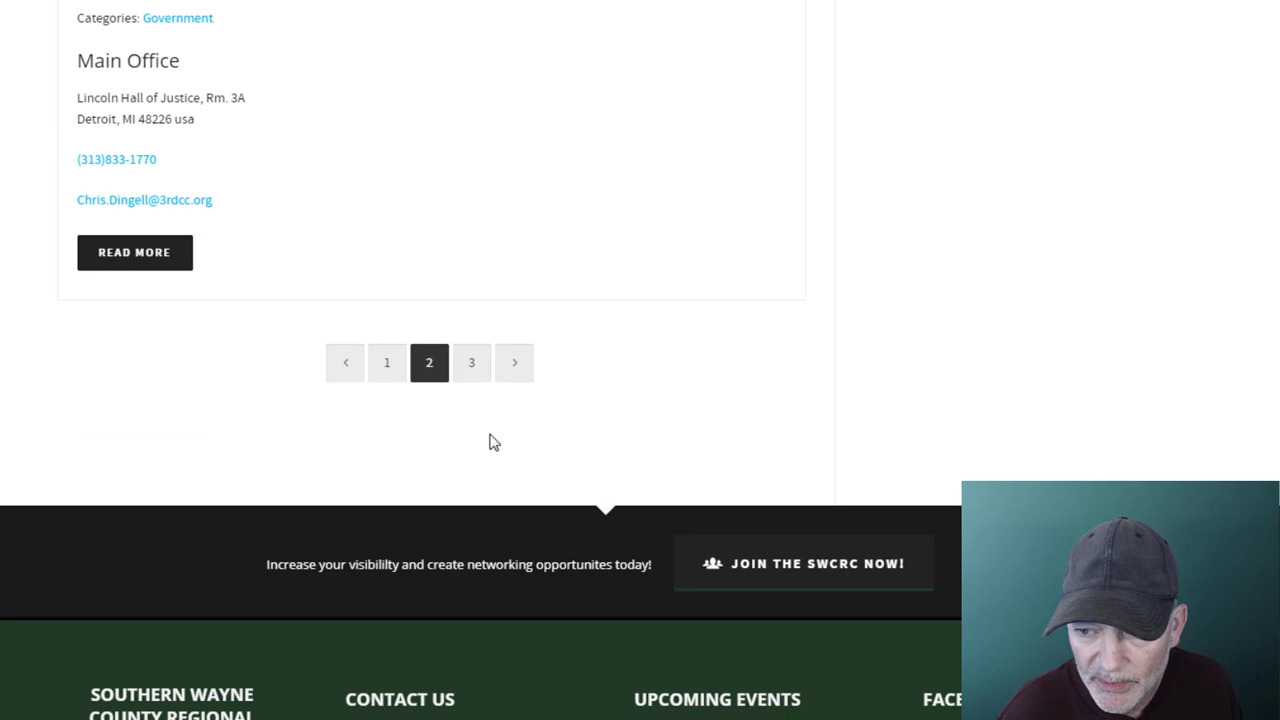 Categories: Government
Main Office
Lincoln Hall of Justice, Rm. 3A
Detroit, MI 48226 usa
(313)833-1770
Chris.Dingell@3rdcc.org
READ MORE
1 2 3
Increase your visibililty and create networking opportunites today!
JOIN THE SWCRC NOW!
SOUTHERN WAYNE
COUNTY REGIONAL
CONTACT US
UPCOMING EVENTS